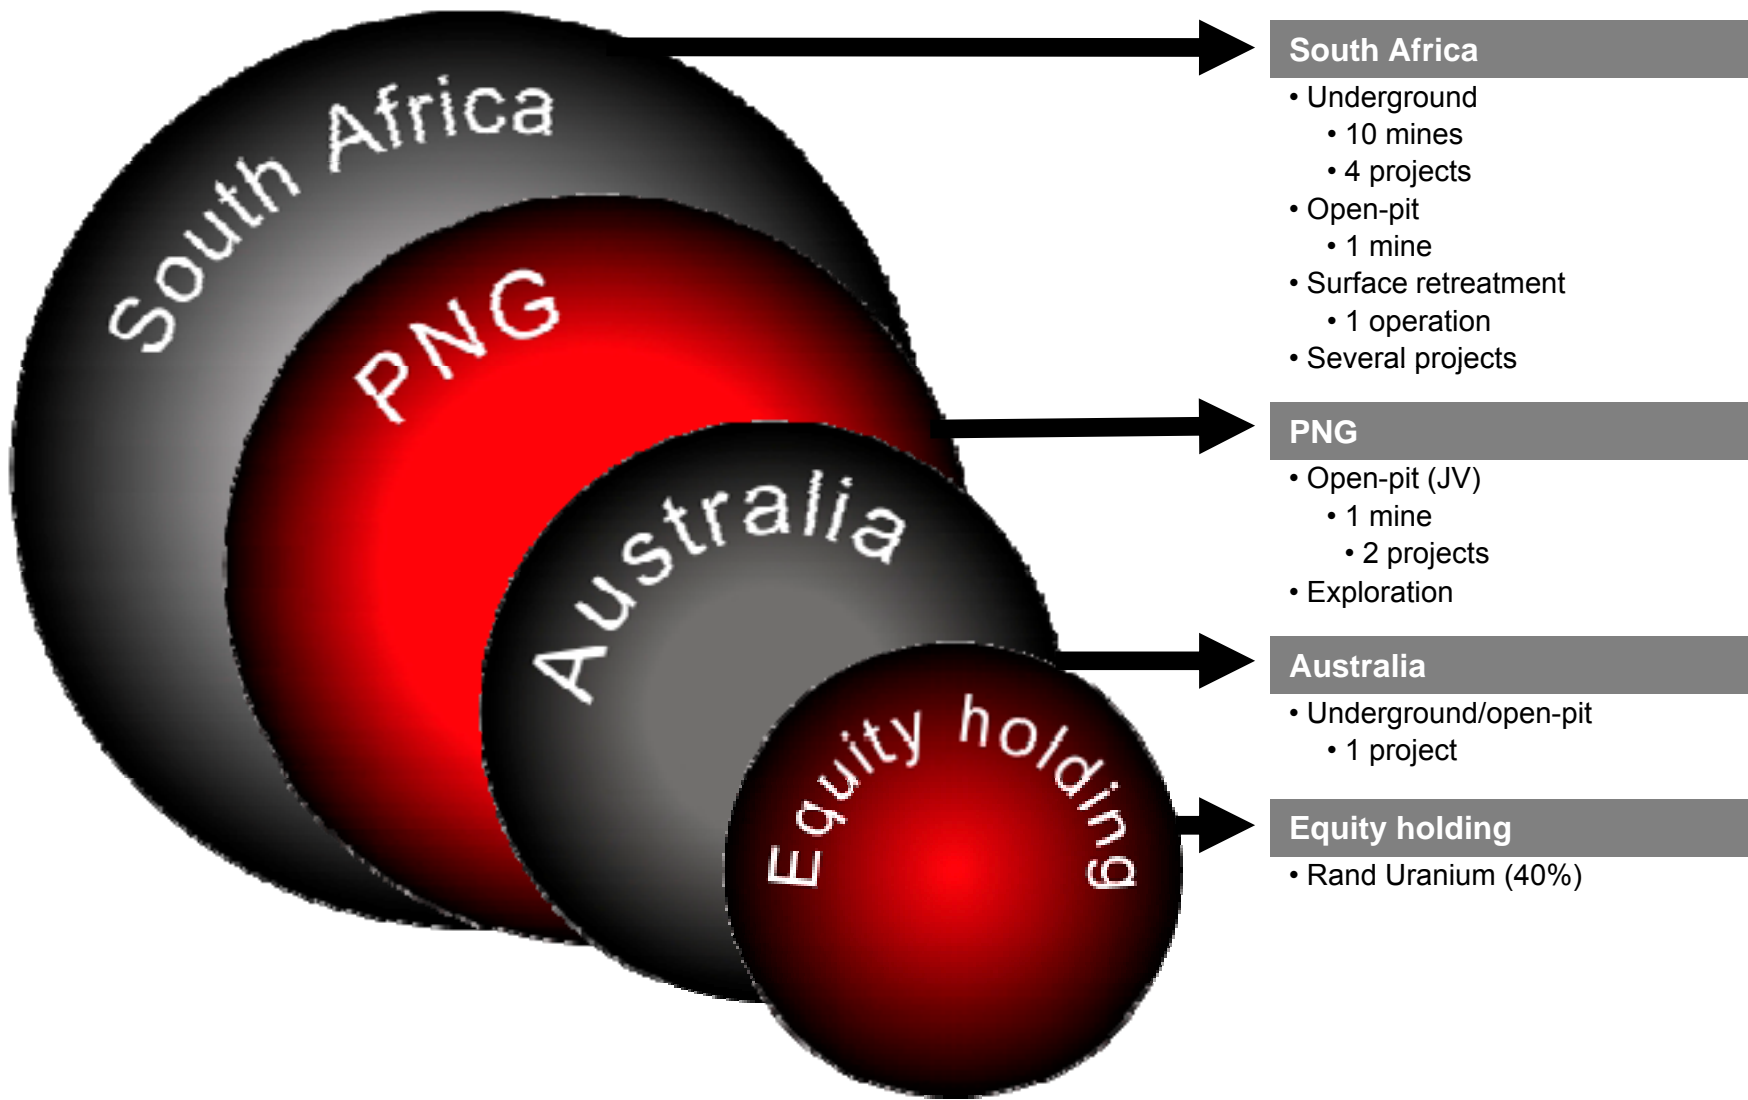 South Africa
PNG
Australia
Equity holding
South Africa
• Underground
• 10 mines
• 4 projects
• Open-pit
• 1 mine
• Surface retreatment
• 1 operation
• Several projects
PNG
• Open-pit (JV)
• 1 mine
• 2 projects
• Exploration
Australia
• Underground/open-pit
• 1 project
Equity holding
• Rand Uranium (40%)